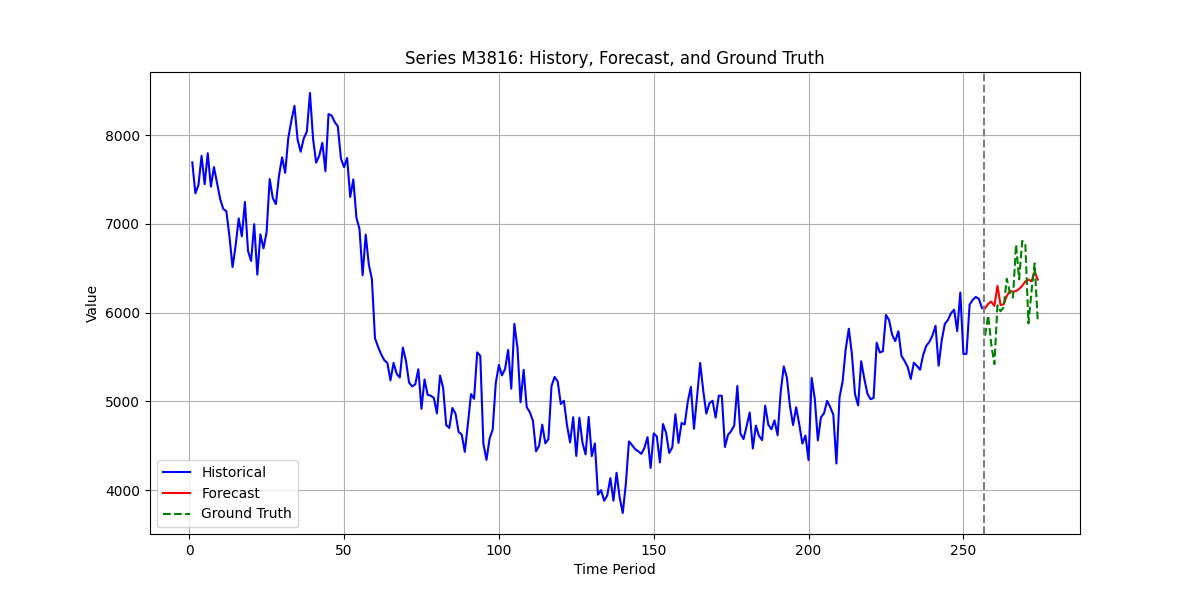 Series M3816: History, Forecast, and Ground Truth
Value
8000
7000
6000
5000
4000
Historical
Forecast
Ground Truth
0 50 100 150 200 250
Time Period